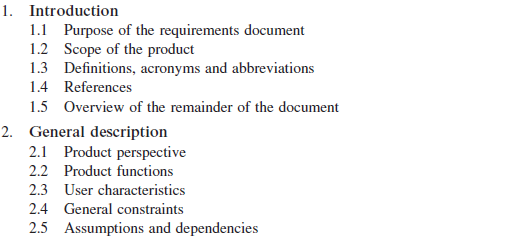 1. Introduction
1.1 Purpose of the requirements document
1.2 Scope of the product
1.3 Definitions, acronyms and abbreviations
1.4 References
1.5 Overview of the remainder of the document
2. General description
2.1 Product perspective
2.2 Product functions
2.3 User characteristics
2.4 General constraints
2.5 Assumptions and dependencies